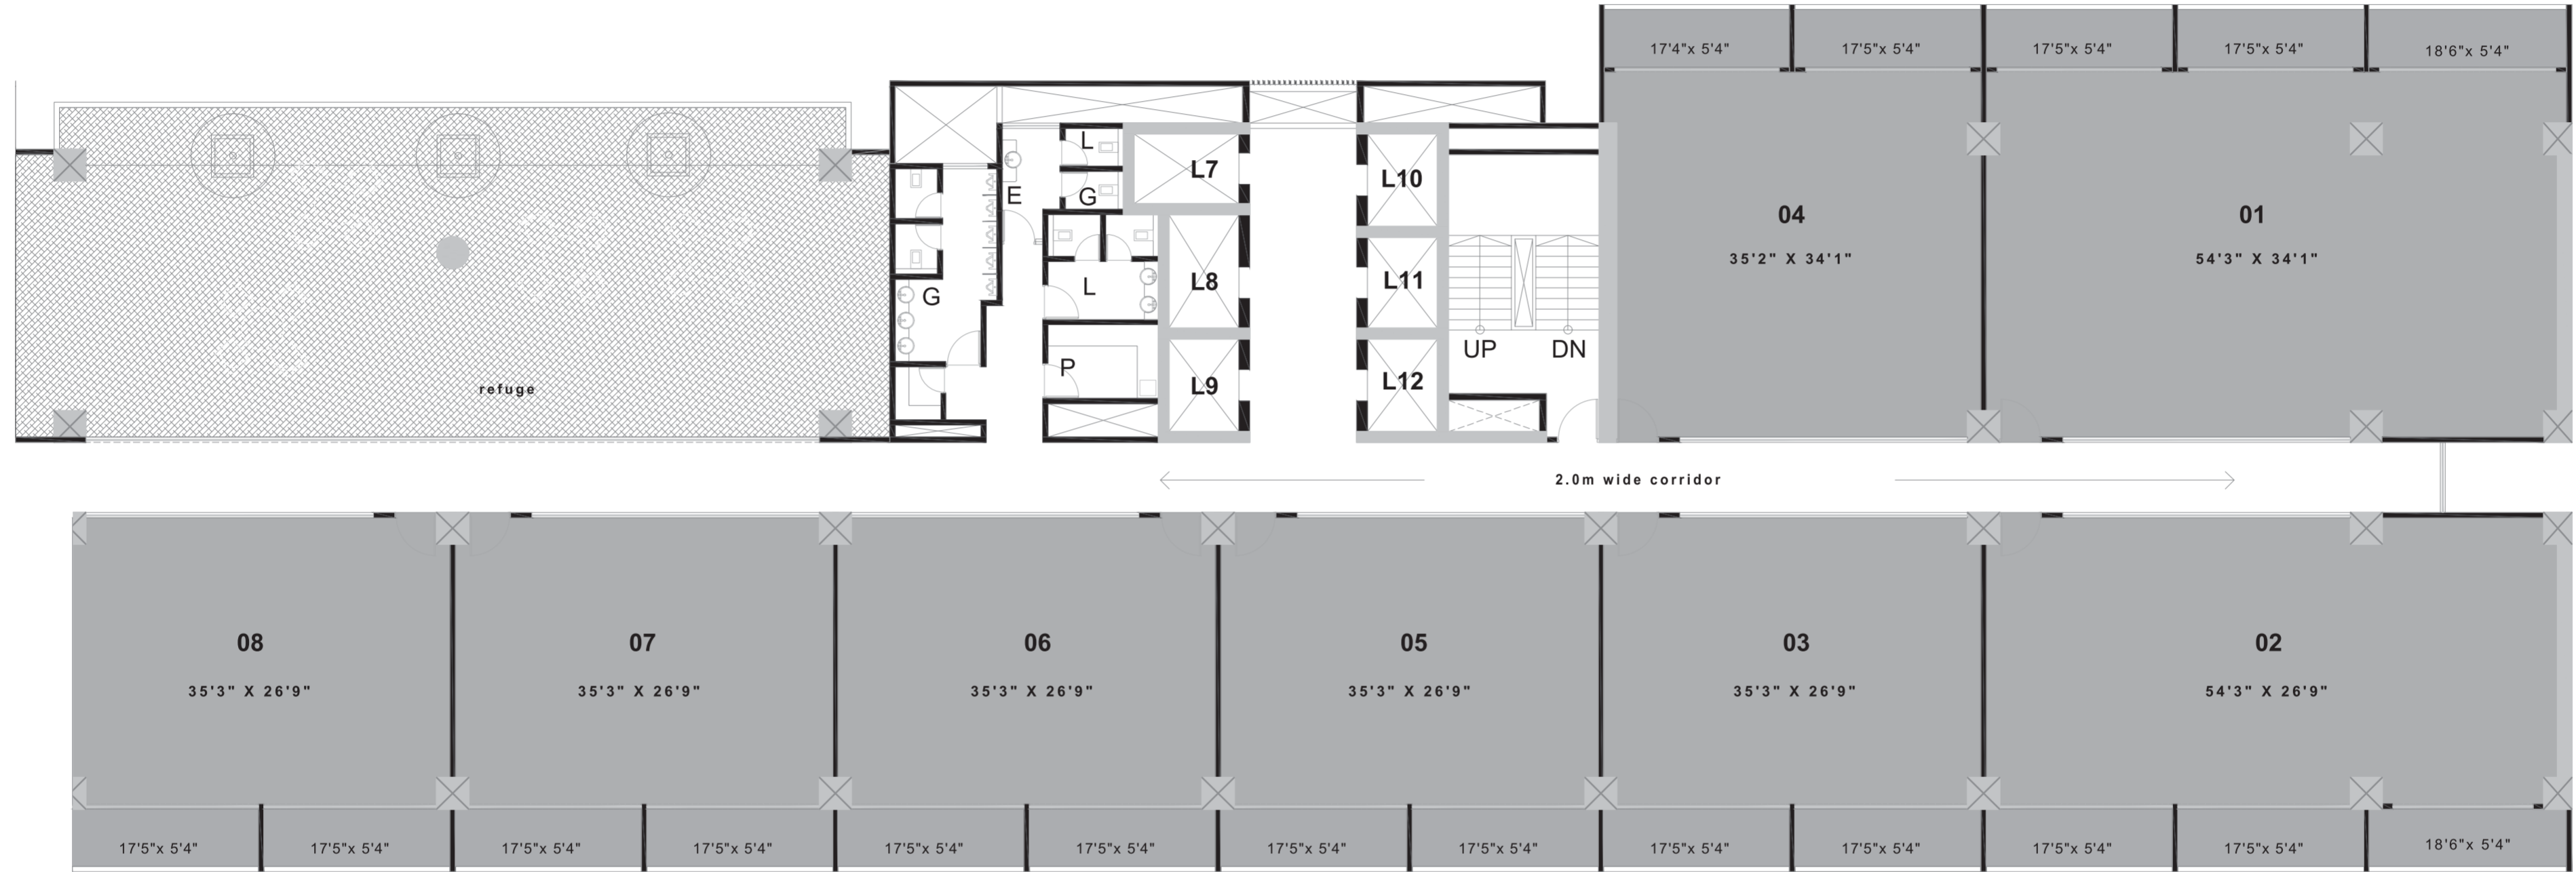 17'4"x 5'4"
17'5"x 5'4"
17'5"x 5'4"
17'5"x 5'4"
18'6"x 5'4"
L
E
G
L7
L10
04
35'2" X 34'1"
01
54'3" X 34'1"
G
L
L8
L11
UP
DN
P
L9
L12
refuge
2.0m wide corridor
08
35'3" X 26'9"
07
35'3" X 26'9"
06
35'3" X 26'9"
05
35'3" X 26'9"
03
35'3" X 26'9"
02
54'3" X 26'9"
17'5"x 5'4"
17'5"x 5'4"
17'5"x 5'4"
17'5"x 5'4"
17'5"x 5'4"
17'5"x 5'4"
17'5"x 5'4"
17'5"x 5'4"
17'5"x 5'4"
17'5"x 5'4"
17'5"x 5'4"
17'5"x 5'4"
18'6"x 5'4"